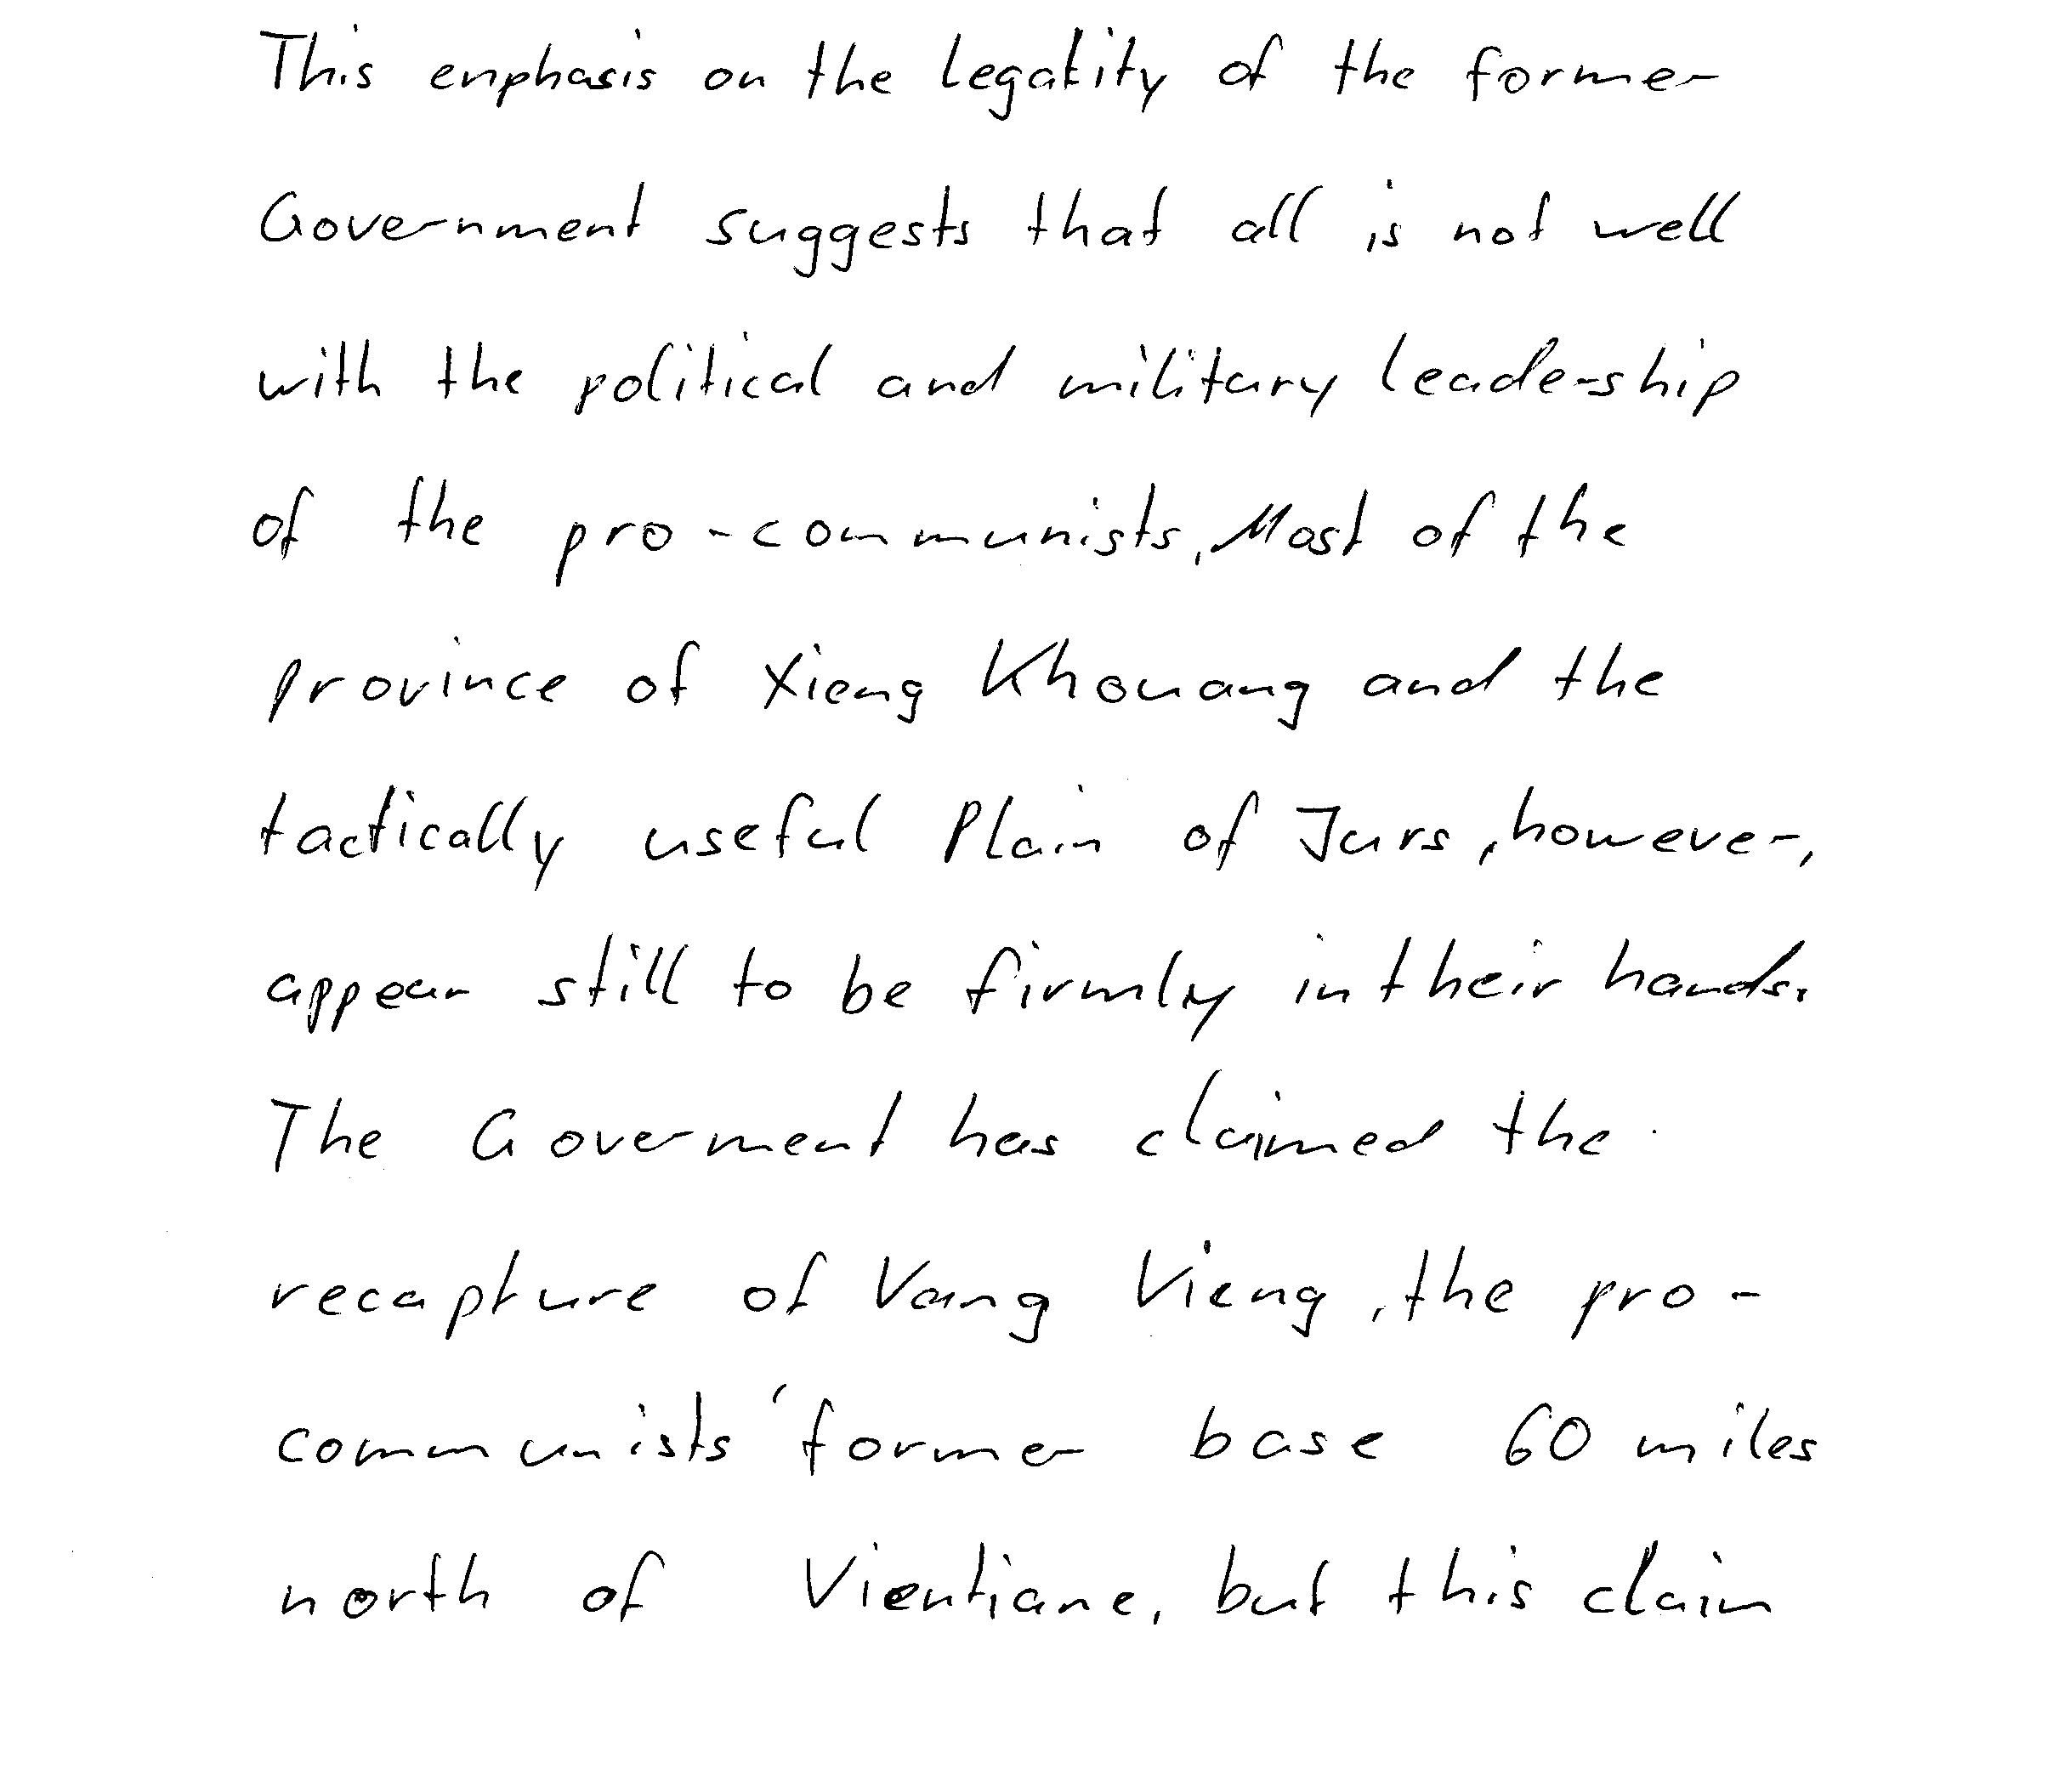 This emphasis on the legality of the former
Government suggests that all is not well
with the political and military leadership
of the pro-communists. Most of the
province of Xieng Khouang and the
tactically useful Plain of Jars, however,
appear still to be firmly in their hands.
The Government has claimed the
recapture of Vang Vieng, the pro-
communists' former base 60 miles
north of Vientiane, but this claim